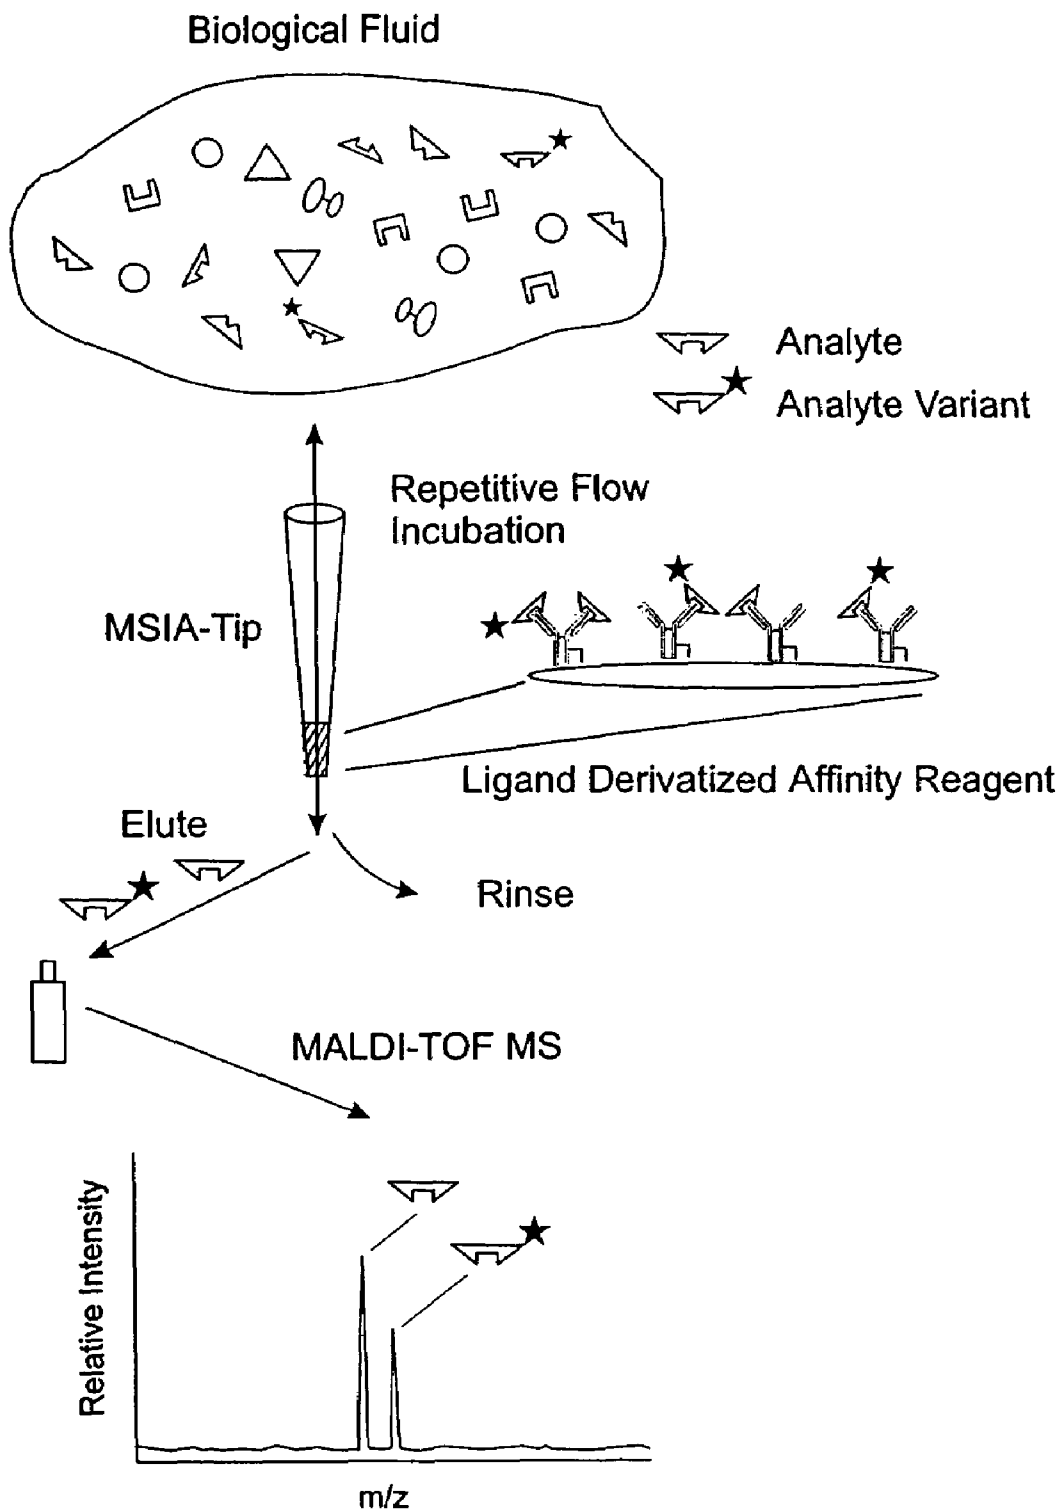 Biological Fluid
Analyte
Analyte Variant
Repetitive Flow
Incubation
MSIA-Tip
Ligand Derivatized Affinity Reagent
Elute
Rinse
MALDI-TOF MS
Relative Intensity
m/z